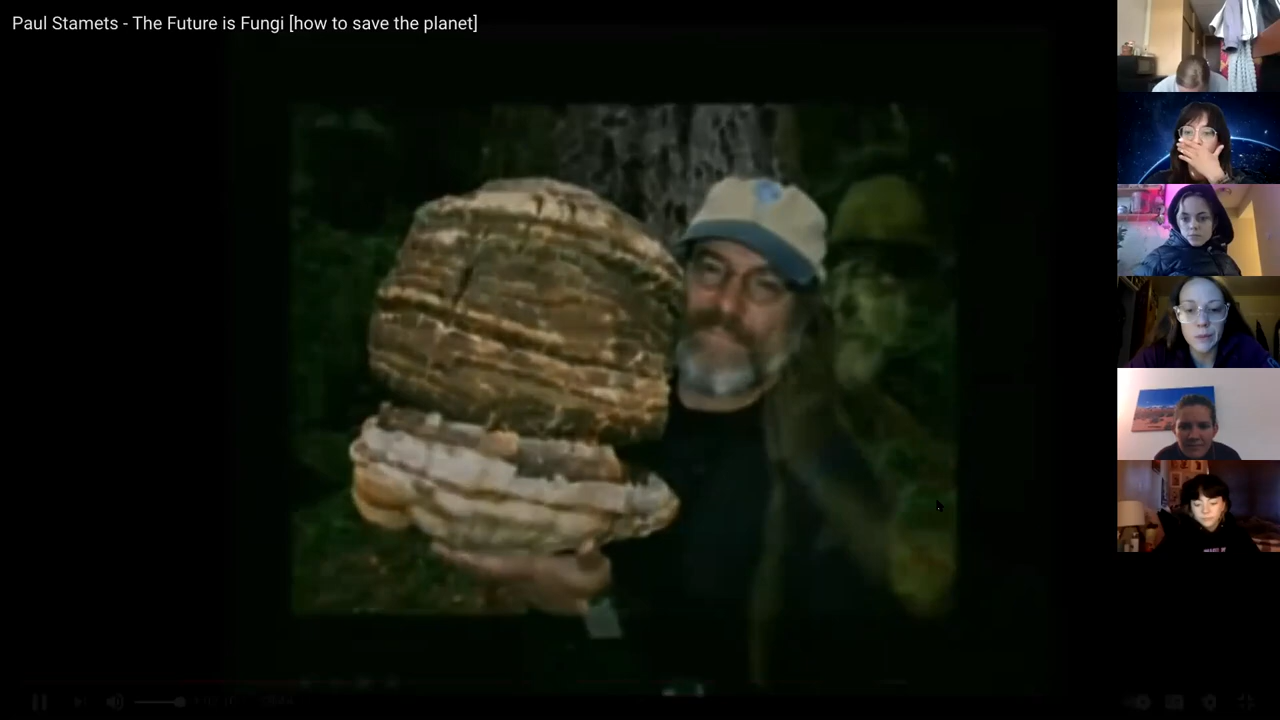 Paul Stamets - The Future is Fungi [how to save the planet]